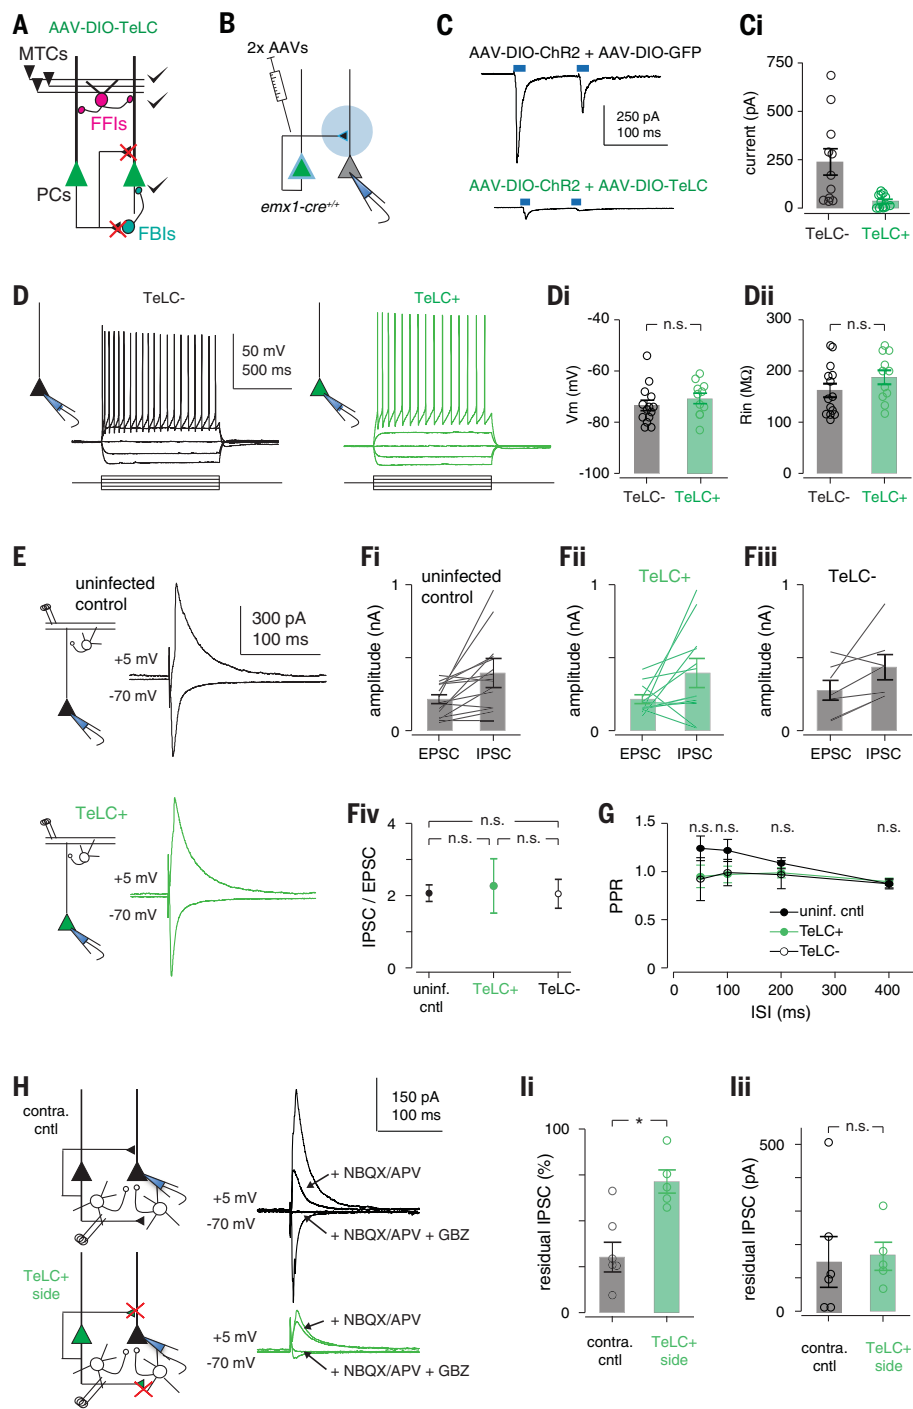 A
AAV-DIO-TeLC
MTCs
FFIs
PCs
FBIs
B
2x AAVs
emx1-cre+/+
C
AAV-DIO-ChR2 + AAV-DIO-GFP
250 pA
100 ms
AAV-DIO-ChR2 + AAV-DIO-TeLC
Ci
current (pA)
750
500
250
0
TeLC- TeLC+
D
TeLC-
50 mV
500 ms
TeLC+
Di
Vm (mV)
-40
-60
-80
-100
n.s.
TeLC- TeLC+
Dii
Rin (MΩ)
300
200
100
0
n.s.
TeLC- TeLC+
E
uninfected
control
+5 mV
-70 mV
300 pA
100 ms
TeLC+
+5 mV
-70 mV
Fi
uninfected
control
amplitude (nA)
1
0
EPSC IPSC
Fii
TeLC+
amplitude (nA)
1
0
EPSC IPSC
Fiii
TeLC-
amplitude (nA)
1
0
EPSC IPSC
Fiv
IPSC / EPSC
4
2
0
n.s.
n.s. n.s.
uninf.
cntl
TeLC+ TeLC-
G
PPR
1.5
1.0
0.5
0
n.s. n.s. n.s. n.s.
uninf. cntl
TeLC+
TeLC-
0 100 200 300 400
ISI (ms)
H
contra.
cntl
150 pA
100 ms
+ NBQX/APV
+5 mV
-70 mV
+ NBQX/APV + GBZ
TeLC+
side
+ NBQX/APV
+5 mV
-70 mV
+ NBQX/APV + GBZ
Ii
residual IPSC (%)
100
0
*
contra.
cntl
TeLC+
side
Iii
residual IPSC (pA)
500
0
n.s.
contra.
cntl
TeLC+
side